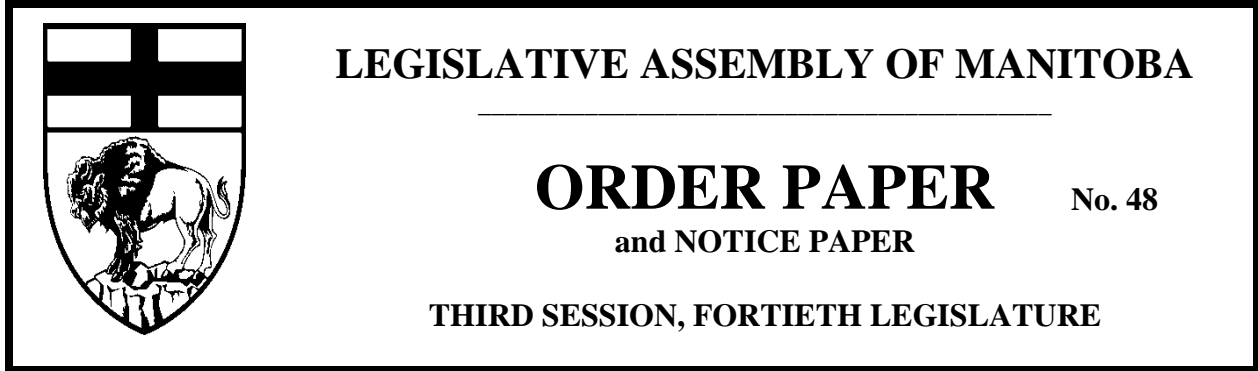 LEGISLATIVE ASSEMBLY OF MANITOBA
ORDER PAPER No. 48
and NOTICE PAPER
THIRD SESSION, FORTIETH LEGISLATURE